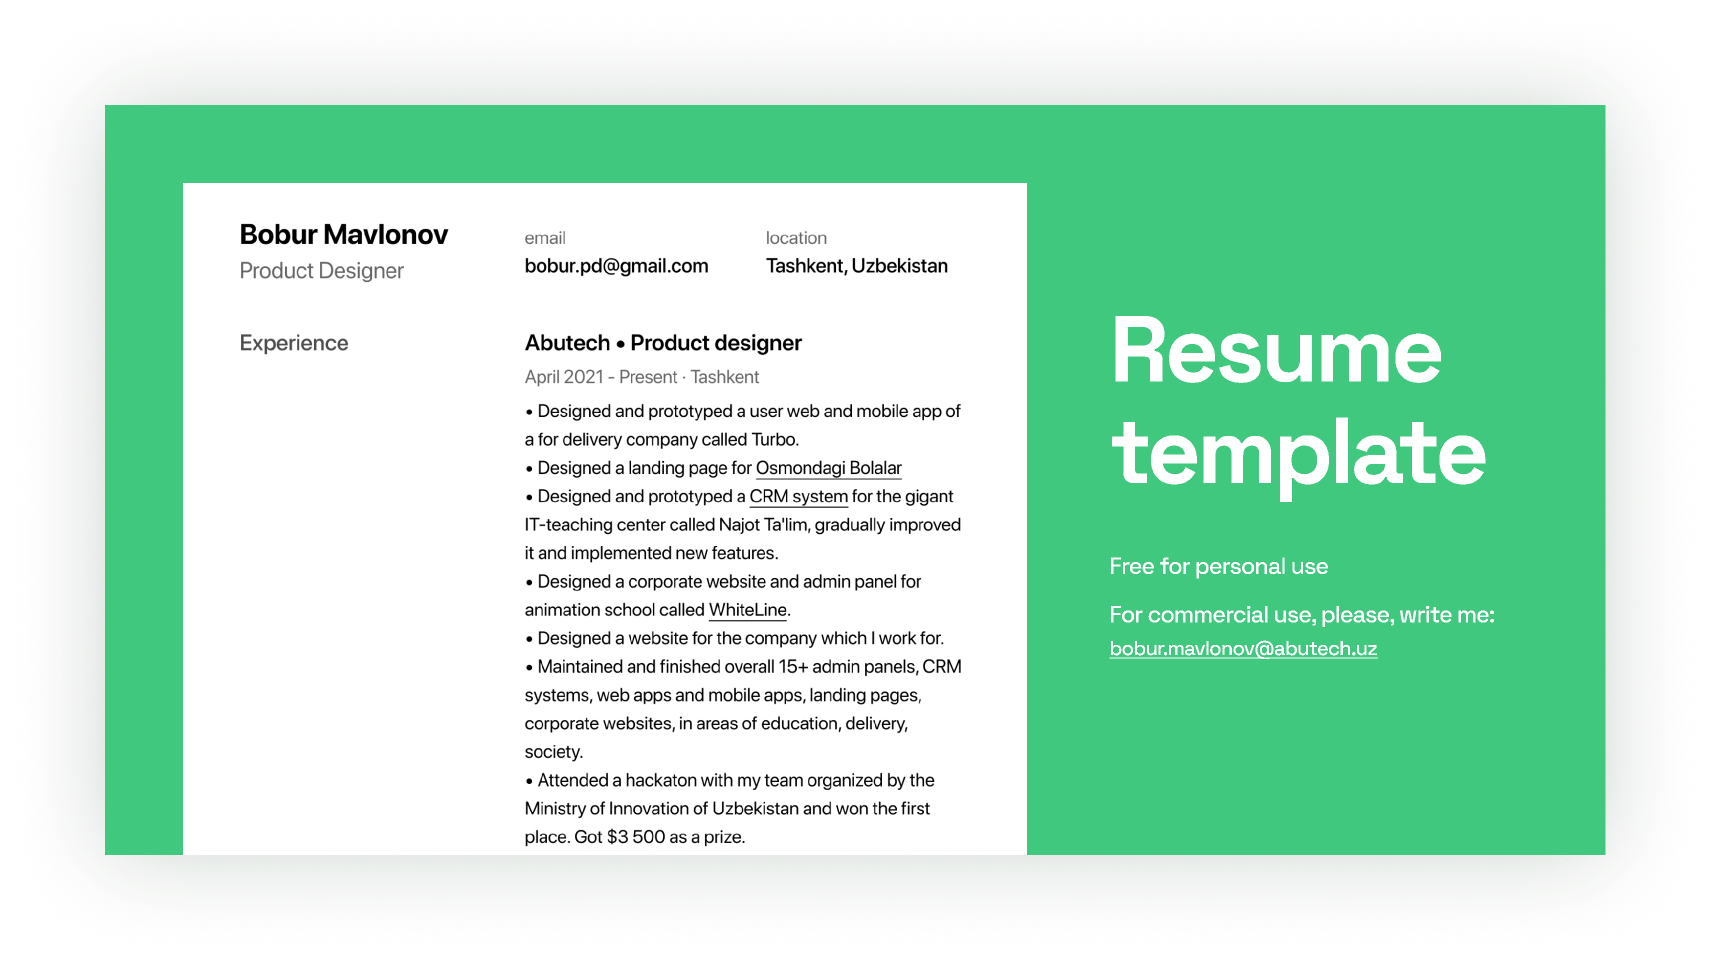 Bobur Mavlonov
Product Designer
email
bobur.pd@gmail.com
location
Tashkent, Uzbekistan
Experience
Abutech • Product designer
April 2021 - Present · Tashkent
• Designed and prototyped a user web and mobile app of
a for delivery company called Turbo.
• Designed a landing page for Osmondagi Bolalar
• Designed and prototyped a CRM system for the gigant
IT-teaching center called Najot Ta'lim, gradually improved
it and implemented new features.
• Designed a corporate website and admin panel for
animation school called WhiteLine.
• Designed a website for the company which I work for.
• Maintained and finished overall 15+ admin panels, CRM
systems, web apps and mobile apps, landing pages,
corporate websites, in areas of education, delivery,
society.
• Attended a hackaton with my team organized by the
Ministry of Innovation of Uzbekistan and won the first
place. Got $3 500 as a prize.
Resume
template
Free for personal use
For commercial use, please, write me:
bobur.mavlonov@abutech.uz